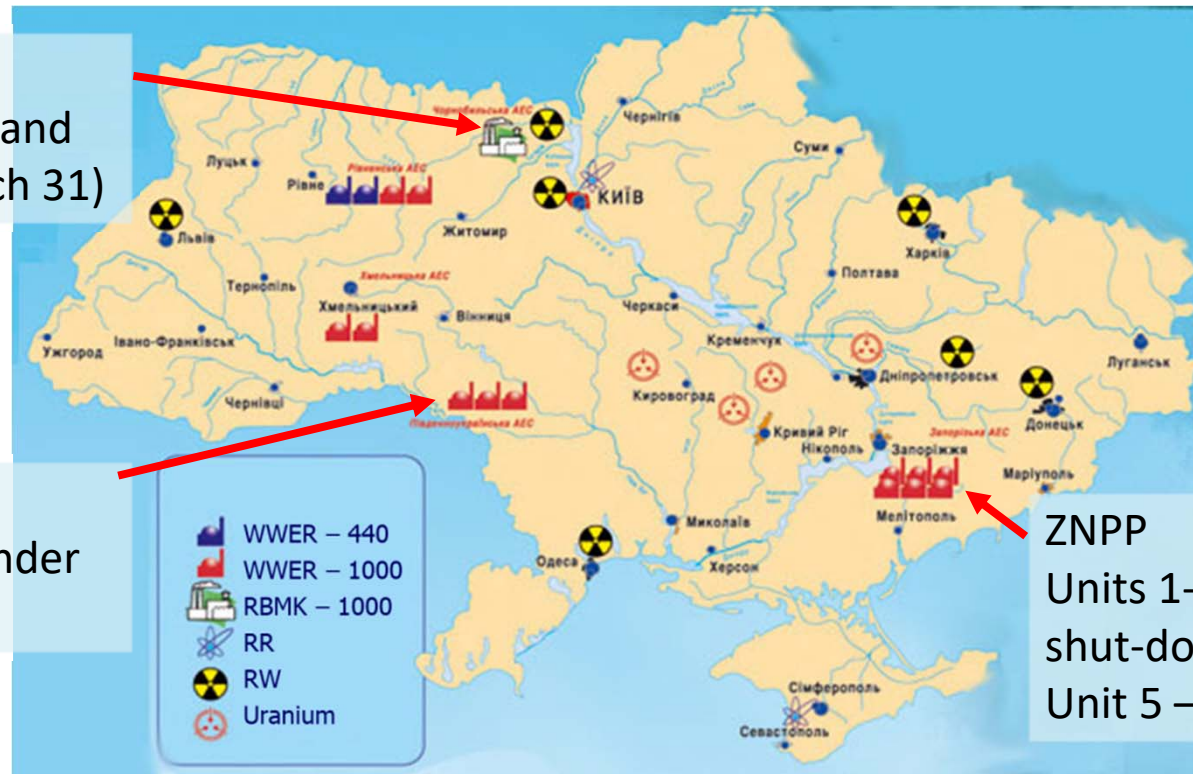 and
ch 31)
nder
ZNPP
Units 1-
shut-do
Unit 5 –
Чорнобильська АЕС
Чернігів
Суми
Луцьк
Рівне
Рівненська АЕС
КИЇВ
Львів
Житомир
Харків
Полтава
Тернопіль
Хмельницька АЕС
Хмельницький
Вінниця
Черкаси
Кременчук
Луганськ
Ужгород
Івано-Франківськ
Кировоград
Дніпропетровськ
Чернівці
Південноукраїнська АЕС
Кривий Ріг
Нікополь
Запоріжжя
Запорізька АЕС
Донецьк
Маріуполь
Мелітополь
Миколаїв
Херсон
Одеса
Дніпро
Сімферополь
Севастополь
WWER – 440
WWER – 1000
RBMK – 1000
RR
RW
Uranium